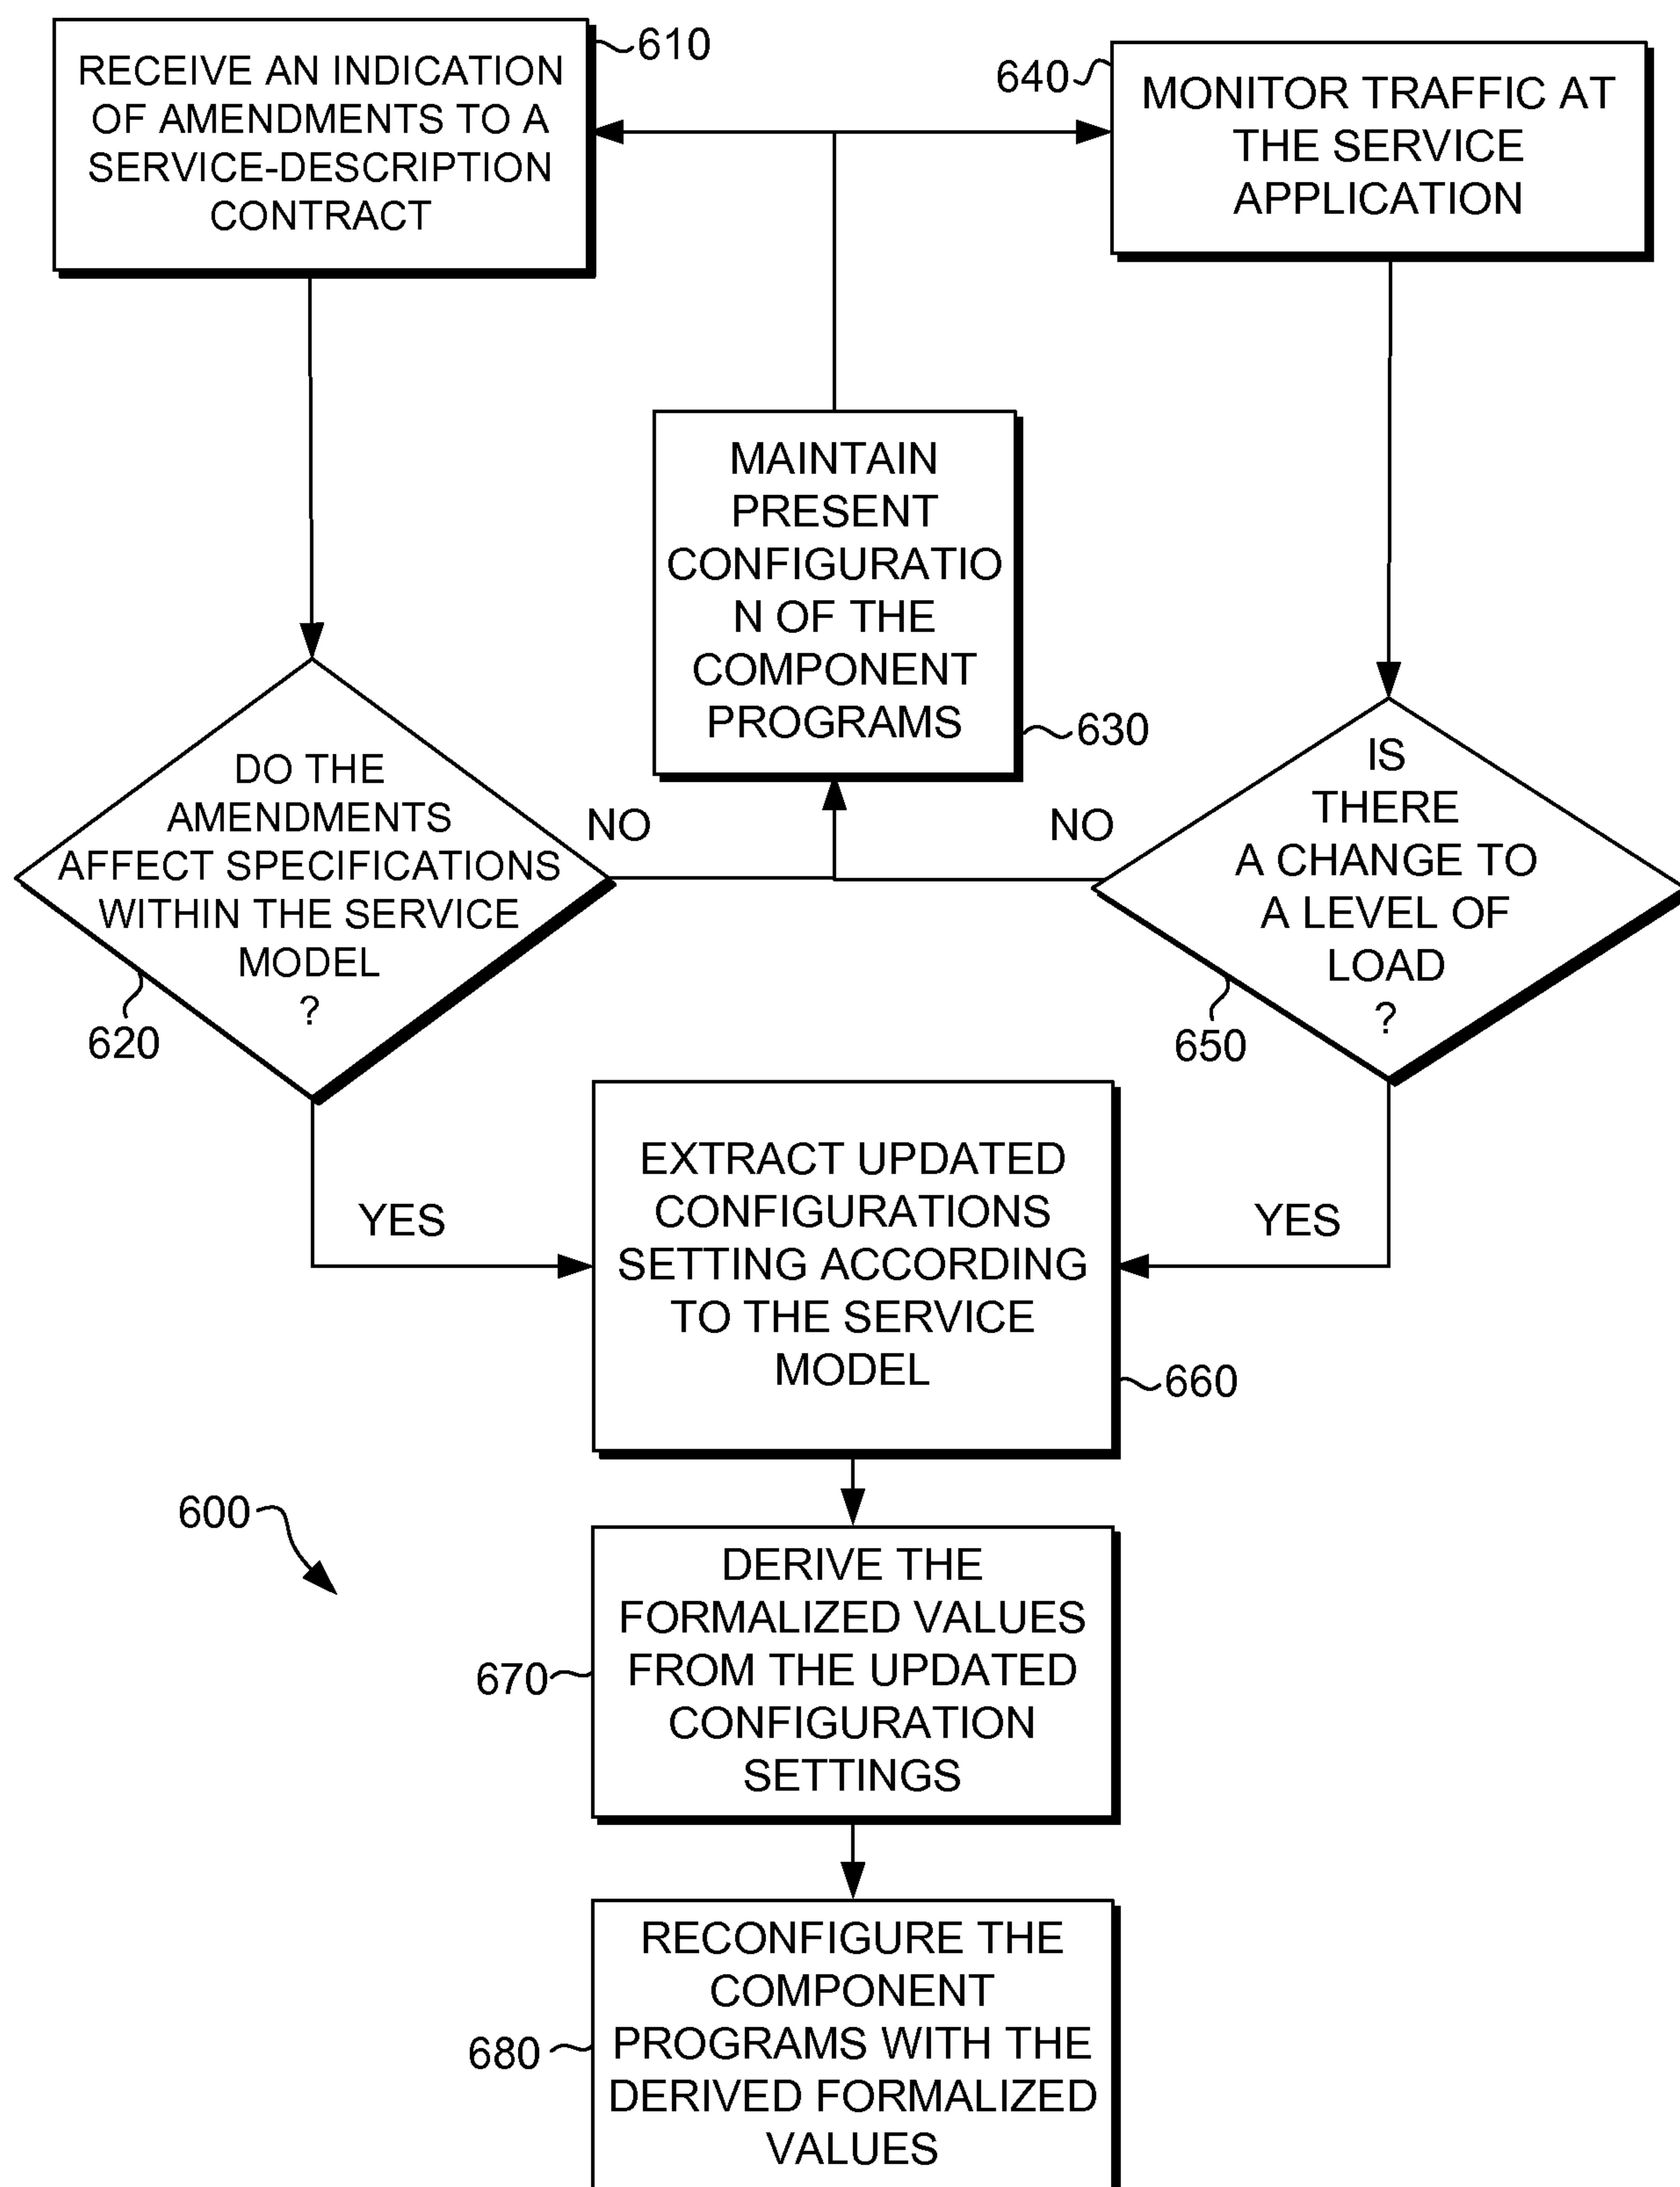 RECEIVE AN INDICATION
OF AMENDMENTS TO A
SERVICE-DESCRIPTION
CONTRACT
610
640
MONITOR TRAFFIC AT
THE SERVICE
APPLICATION
MAINTAIN
PRESENT
CONFIGURATIO
N OF THE
COMPONENT
PROGRAMS
630
DO THE
AMENDMENTS
AFFECT SPECIFICATIONS
WITHIN THE SERVICE
MODEL
?
620
NO
NO
IS
THERE
A CHANGE TO
A LEVEL OF
LOAD
?
650
YES
YES
EXTRACT UPDATED
CONFIGURATIONS
SETTING ACCORDING
TO THE SERVICE
MODEL
660
600
DERIVE THE
FORMALIZED VALUES
FROM THE UPDATED
CONFIGURATION
SETTINGS
670
RECONFIGURE THE
COMPONENT
PROGRAMS WITH THE
DERIVED FORMALIZED
VALUES
680